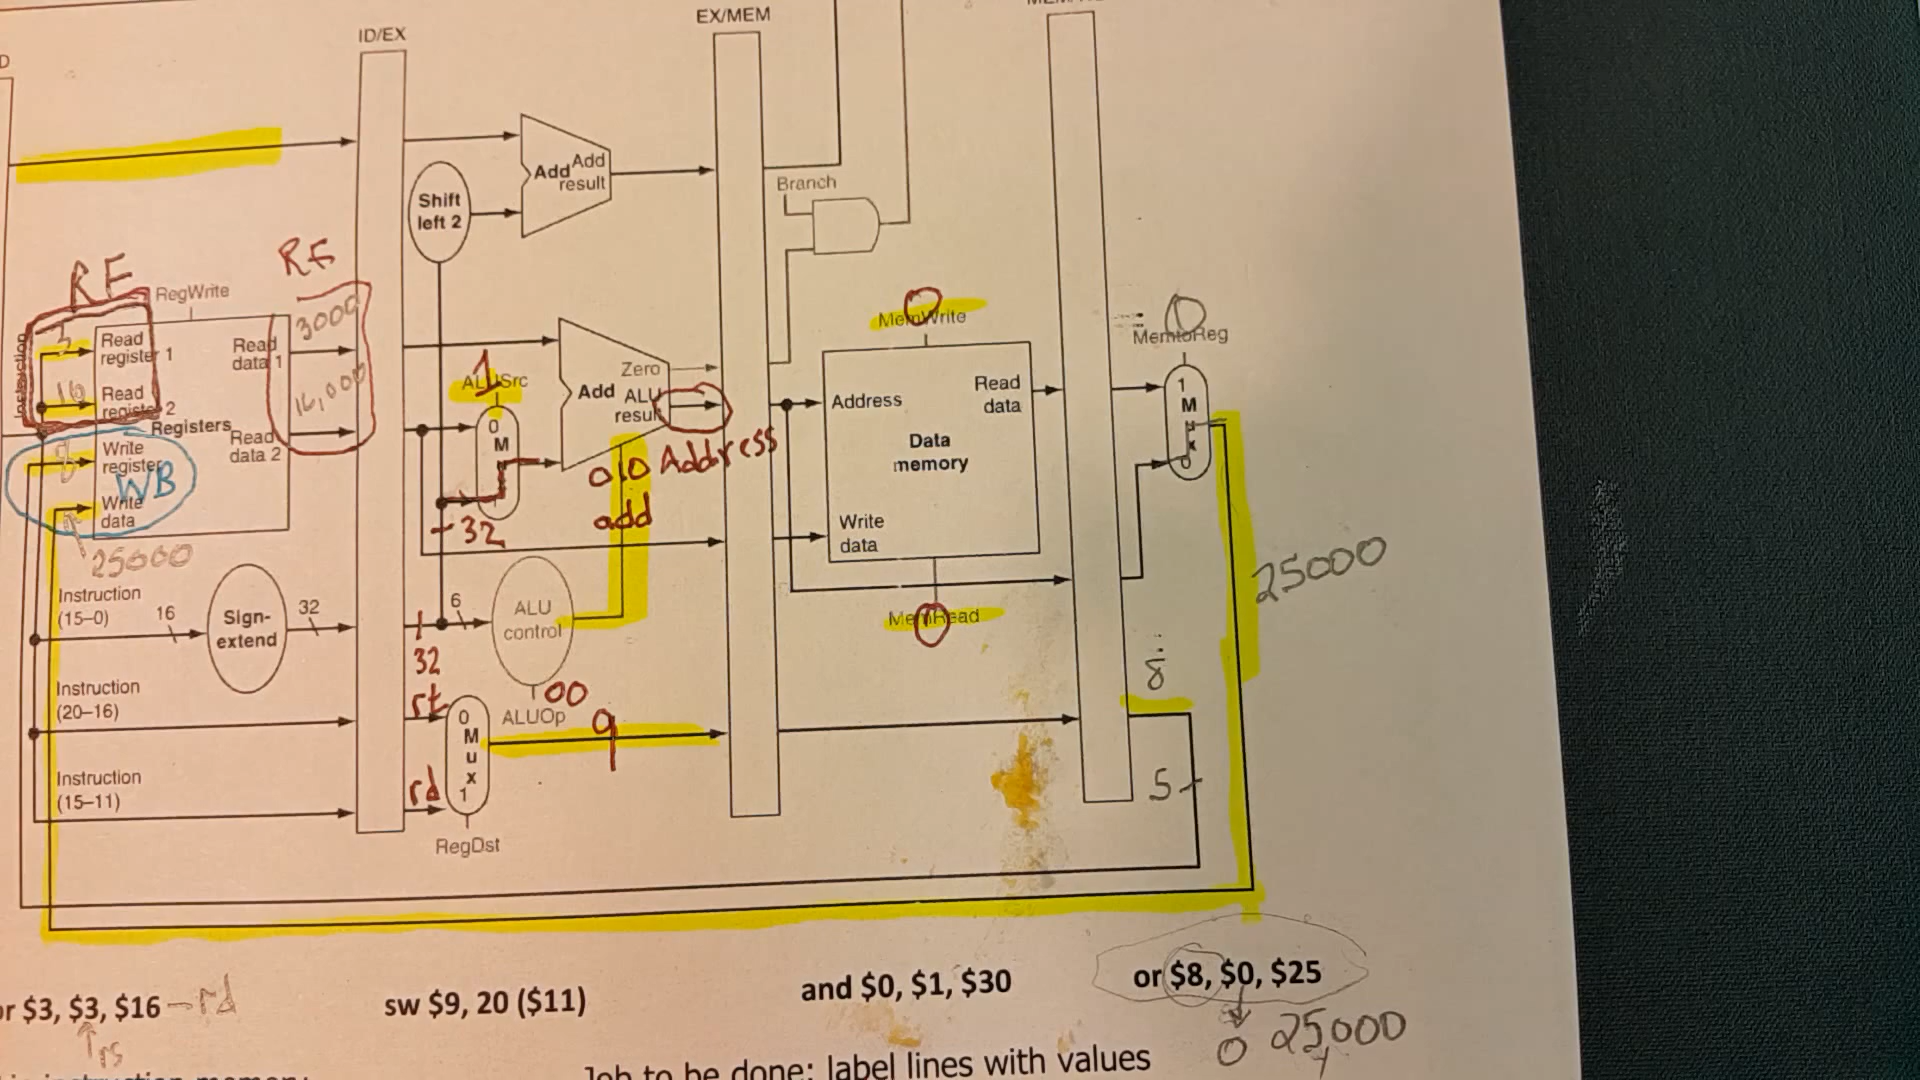 D
ID/EX
EX/MEM
Add Add
result
Shift
left 2
Branch
RF
RF
RegWrite
3000
16,000
Instruction
3
Read
register 1
16
Read
register 2
Registers
Read
data 1
Read
data 2
8
Write
register
WB
Write
data
25000
1
ALUSrc
0
M
u
Zero
Add ALU
result
Address
010
add
32
0
MemWrite
Address
Read
data
Data
memory
Write
data
MemRead
0
MemtoReg
1
M
u
x
0
25000
Instruction
(15–0)
16
Sign-
extend
32
32
6
ALU
control
00
ALUOp
Instruction
(20–16)
rt
0
M
u
x
1
9
Instruction
(15–11)
rd
RegDst
8
5
or $3, $3, $16 – rd
rs
sw $9, 20 ($11)
and $0, $1, $30
or $8, $0, $25
0 25000
Job to be done: label lines with values